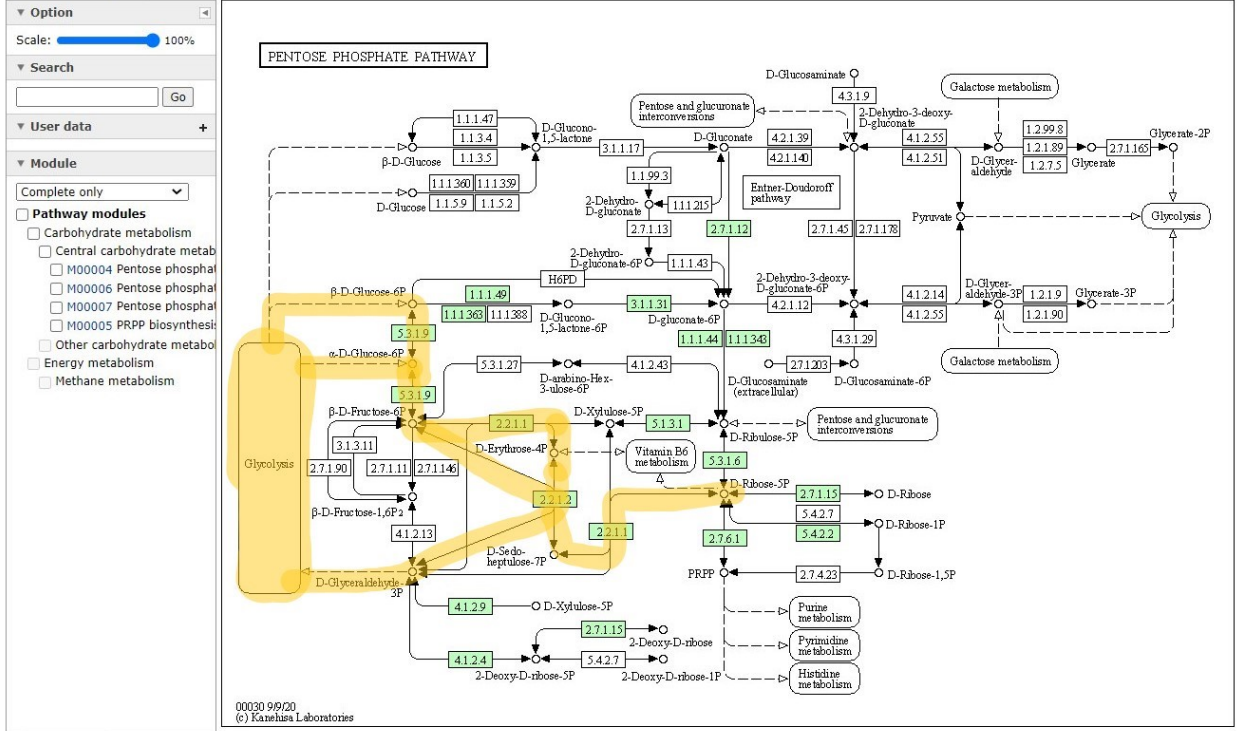 Option
Scale: 100%
Search
Go
User data +
Module
Complete only
Pathway modules
Carbohydrate metabolism
Central carbohydrate metab
M00004 Pentose phosphat
M00006 Pentose phosphat
M00007 Pentose phosphat
M00005 PRPP biosynthesis
Other carbohydrate metabol
Energy metabolism
Methane metabolism
PENTOSE PHOSPHATE PATHWAY
D-Glucosaminite
4.3.1.9
Galactose metabolism
Pentose and glucuronate
interconversions
2-Dehydro-3-deoxy-
D-gluconate
1.1.1.47
1.1.3.4
1.1.3.5
β-D-Glucose
D-Glucono-
1,5-lactone
3.1.1.17
D-Gluconate
4.2.1.39
4.2.1.140
4.1.2.55
4.1.2.51
D-Glycer-
aldehyde
1.2.99.8
1.2.1.89
1.2.7.5
Glycerate
2.7.1.165
Glycerate-2P
D-Glucose
1.1.1.360
1.1.1.359
1.1.5.9
1.1.5.2
1.1.99.3
2-Dehydro-
D-gluconate
1.1.1.215
2.7.1.13
2.7.1.12
Entner-Doudoroff
pathway
2.7.1.45
2.7.1.178
Pyruvate
Glycolysis
2-Dehydro-
D-gluconate-6P
1.1.1.43
H6PD
β-D-Glucose-6P
1.1.1.49
1.1.1.363
1.1.1.388
D-Glucono-
1,5-lactone-6P
3.1.1.31
D-gluconate-6P
2-Dehydro-3-deoxy-
D-gluconate-6P
4.2.1.12
4.1.2.14
4.1.2.55
D-Glycer-
aldehyde-3P
1.2.1.9
1.2.1.90
Glycerate-3P
5.3.1.9
α-D-Glucose-6P
1.1.1.44
1.1.1.343
4.3.1.29
5.3.1.27
D-arabino-Hex-
3-ulose-6P
4.1.2.43
D-Glucosaminate
(extracellular)
2.7.1.203
D-Glucosaminate-6P
Galactose metabolism
5.3.1.9
β-D-Fructose-6P
2.2.1.1
D-Xylulose-5P
5.1.3.1
D-Ribulose-5P
Pentose and glucuronate
interconversions
3.1.3.11
D-Erythrose-4P
Vitamin B6
metabolism
5.3.1.6
Glycolysis
2.7.1.90
2.7.1.11
2.7.1.146
2.2.1.2
D-Ribose-5P
2.7.1.15
D-Ribose
β-D-Fructose-1,6P2
2.2.1.1
5.4.2.7
D-Ribose-1P
4.1.2.13
2.7.6.1
5.4.2.2
D-Sedo-
heptulose-7P
D-Glyceraldehyde-
3P
PRPP
2.7.4.23
D-Ribose-1,5P
4.1.2.9
D-Xylulose-5P
Purine
metabolism
2.7.1.15
2-Deoxy-D-ribose
Pyrimidine
metabolism
4.1.2.4
2-Deoxy-D-ribose-5P
5.4.2.7
2-Deoxy-D-ribose-1P
Histidine
metabolism
00030 9/9/20
(c) Kanehisa Laboratories